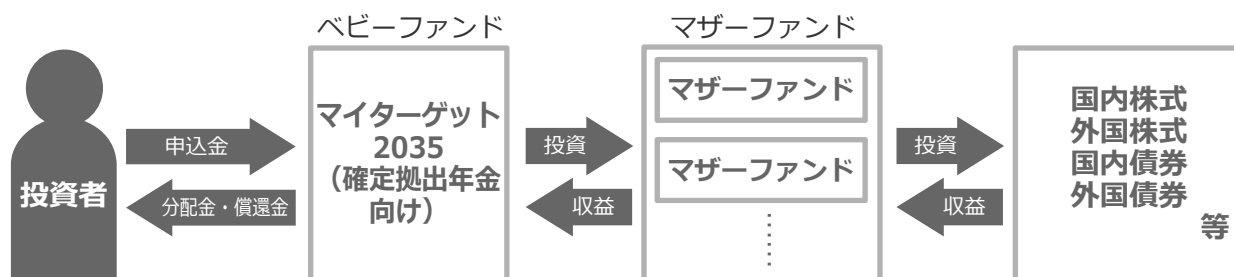 ベビーファンド
マザーファンド
投資者
申込金
分配金・償還金
マイターゲット
2035
（確定拠出年金
向け）
投資
収益
マザーファンド
マザーファンド
投資
収益
国内株式
外国株式
国内債券
外国債券
等